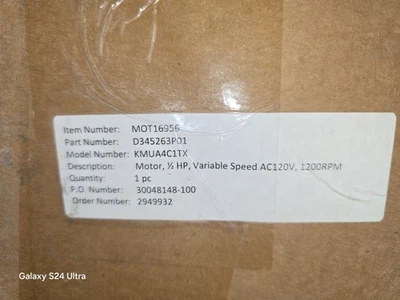 Item Number: MOT16956
Part Number: D345263P01
Model Number: KMUA4C1TX
Description: Motor, ½ HP, Variable Speed AC120V, 1200RPM
Quantity: 1 pc
P.O. Number: 30048148-100
Order Number: 2949932
Galaxy S24 Ultra